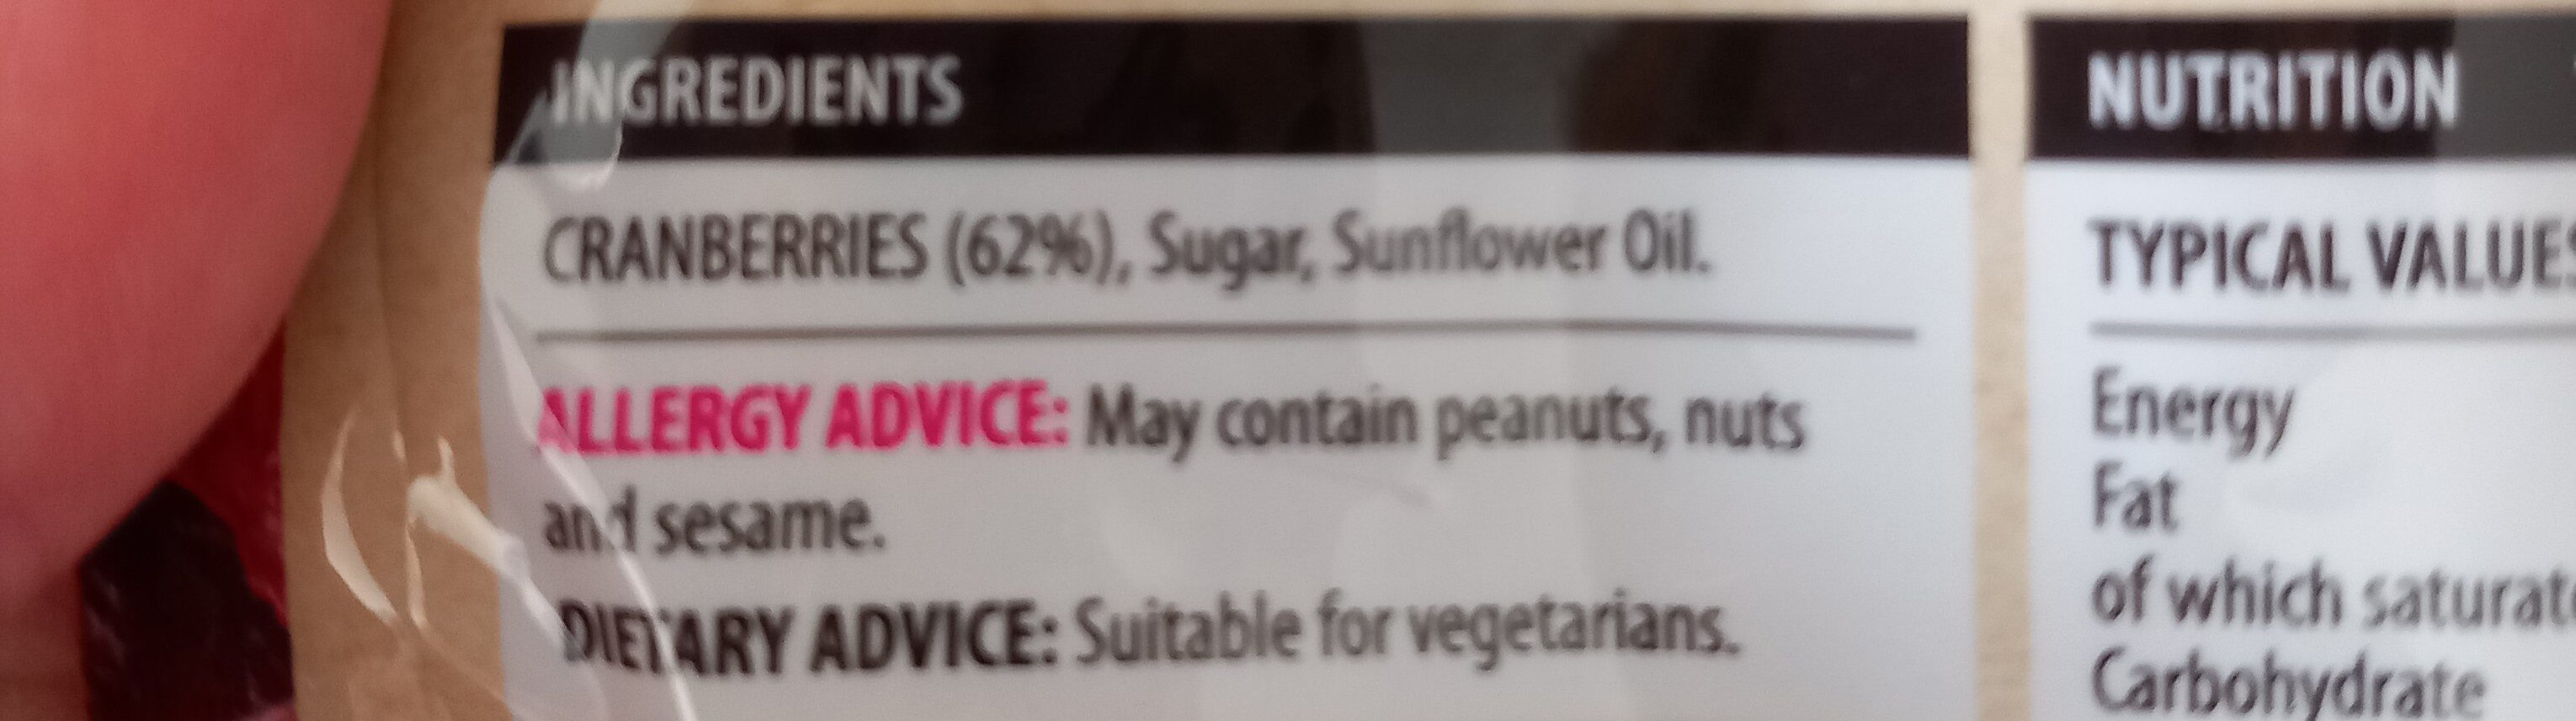 INGREDIENTS
CRANBERRIES (62%), Sugar, Sunflower Oil.
ALLERGY ADVICE: May contain peanuts, nuts
and sesame.
DIETARY ADVICE: Suitable for vegetarians.
NUTRITION
TYPICAL VALUES
Energy
Fat
of which saturat
Carbohydrate